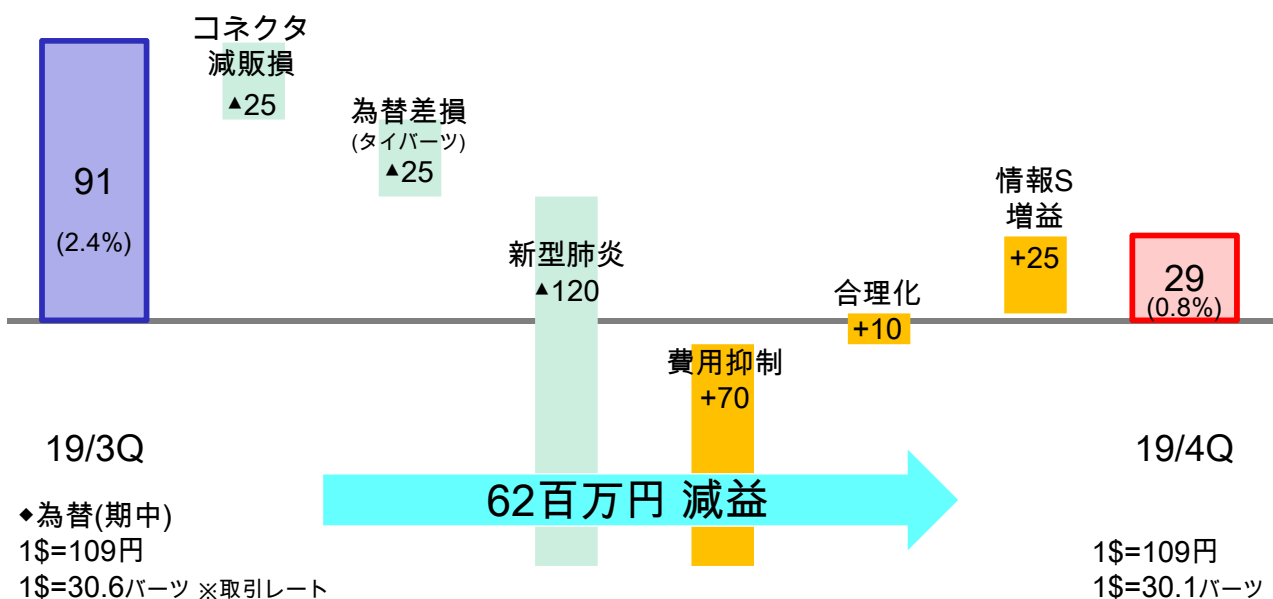 コネクタ
減販損
▲25
為替差損
(タイバーツ)
▲25
91
(2.4%)
新型肺炎
▲120
費用抑制
+70
合理化
+10
情報S
増益
+25
29
(0.8%)
19/3Q
19/4Q
62百万円 減益
◆為替(期中)
1$=109円
1$=30.6バーツ ※取引レート
1$=109円
1$=30.1バーツ